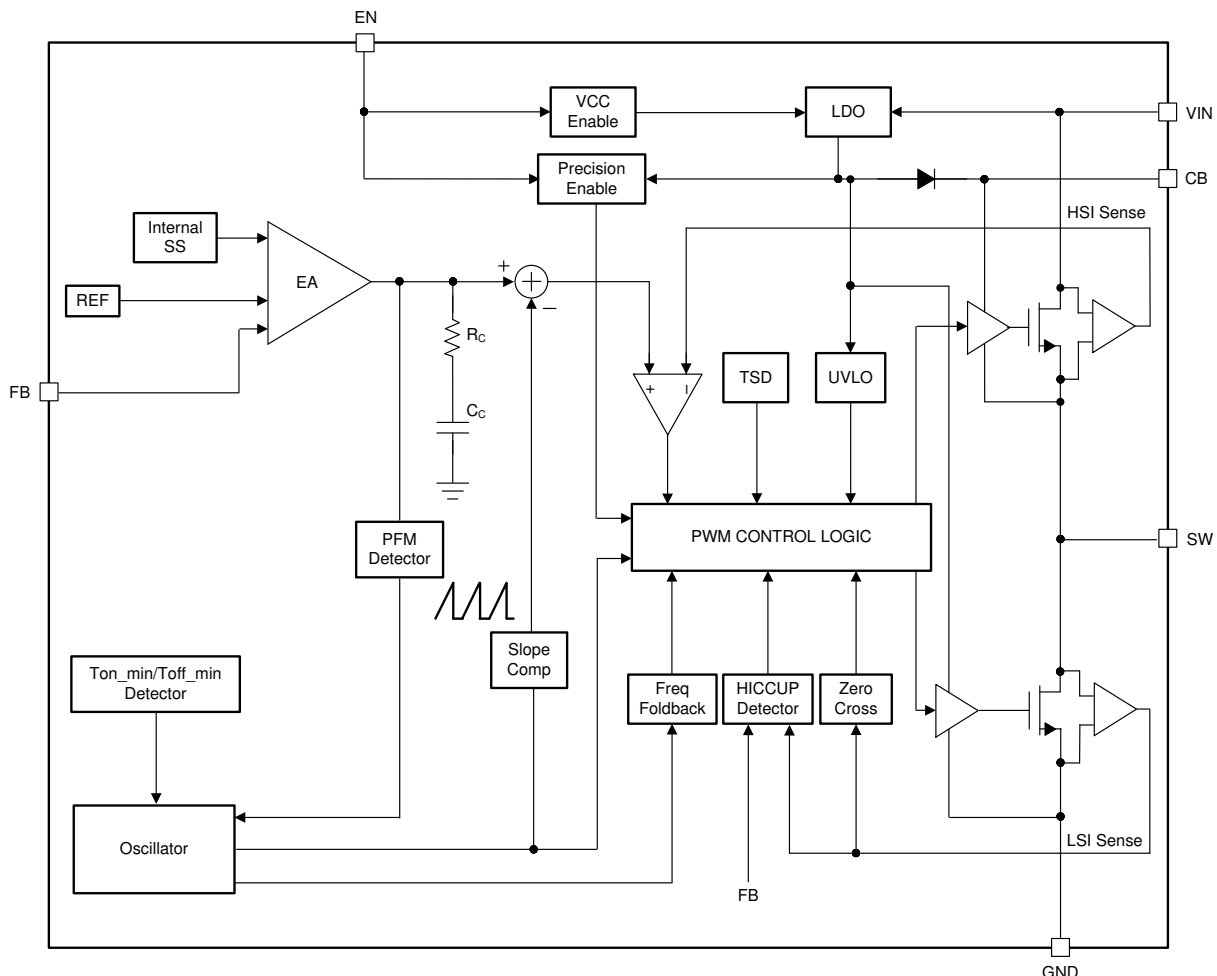 EN
VCC
Enable
LDO
VIN
Precision
Enable
CB
HSI Sense
Internal
SS
EA
REF
+
+
−
RC
FB
CC
+
−
TSD
UVLO
PWM CONTROL LOGIC
SW
PFM
Detector
Slope
Comp
Ton_min/Toff_min
Detector
Freq
Foldback
HICCUP
Detector
Zero
Cross
Oscillator
LSI Sense
FB
GND